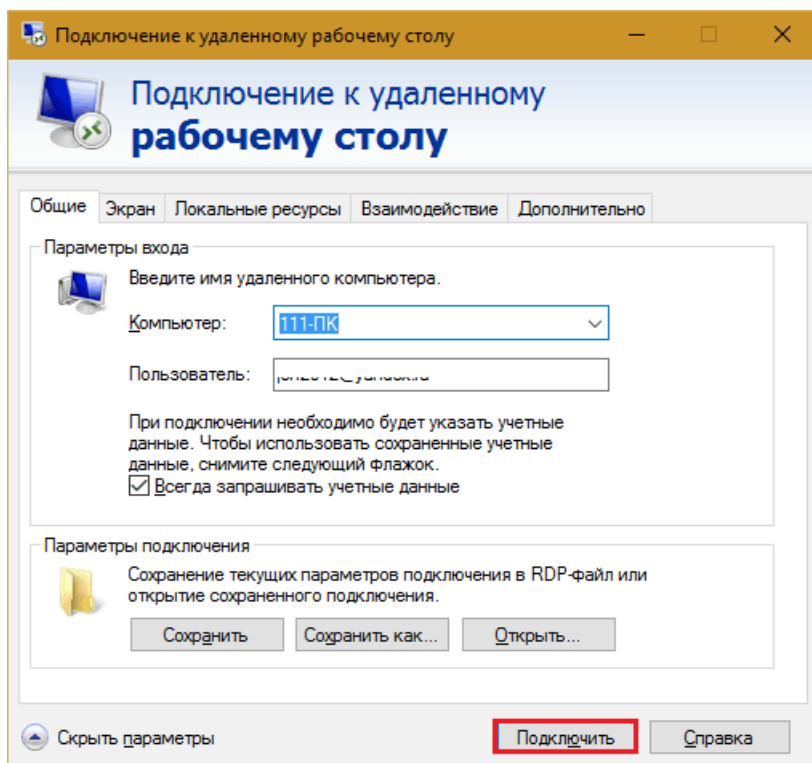 Подключение к удаленному рабочему столу
Подключение к удаленному
рабочему столу
Общие Экран Локальные ресурсы Взаимодействие Дополнительно
Параметры входа
Введите имя удаленного компьютера.
Компьютер: 111-ПК
Пользователь:
При подключении необходимо будет указать учетные
данные. Чтобы использовать сохраненные учетные
данные, снимите следующий флажок.
Всегда запрашивать учетные данные
Параметры подключения
Сохранение текущих параметров подключения в RDP-файл или
открытие сохраненного подключения.
Сохранить Сохранить как... Открыть...
Скрыть параметры Подключить Справка